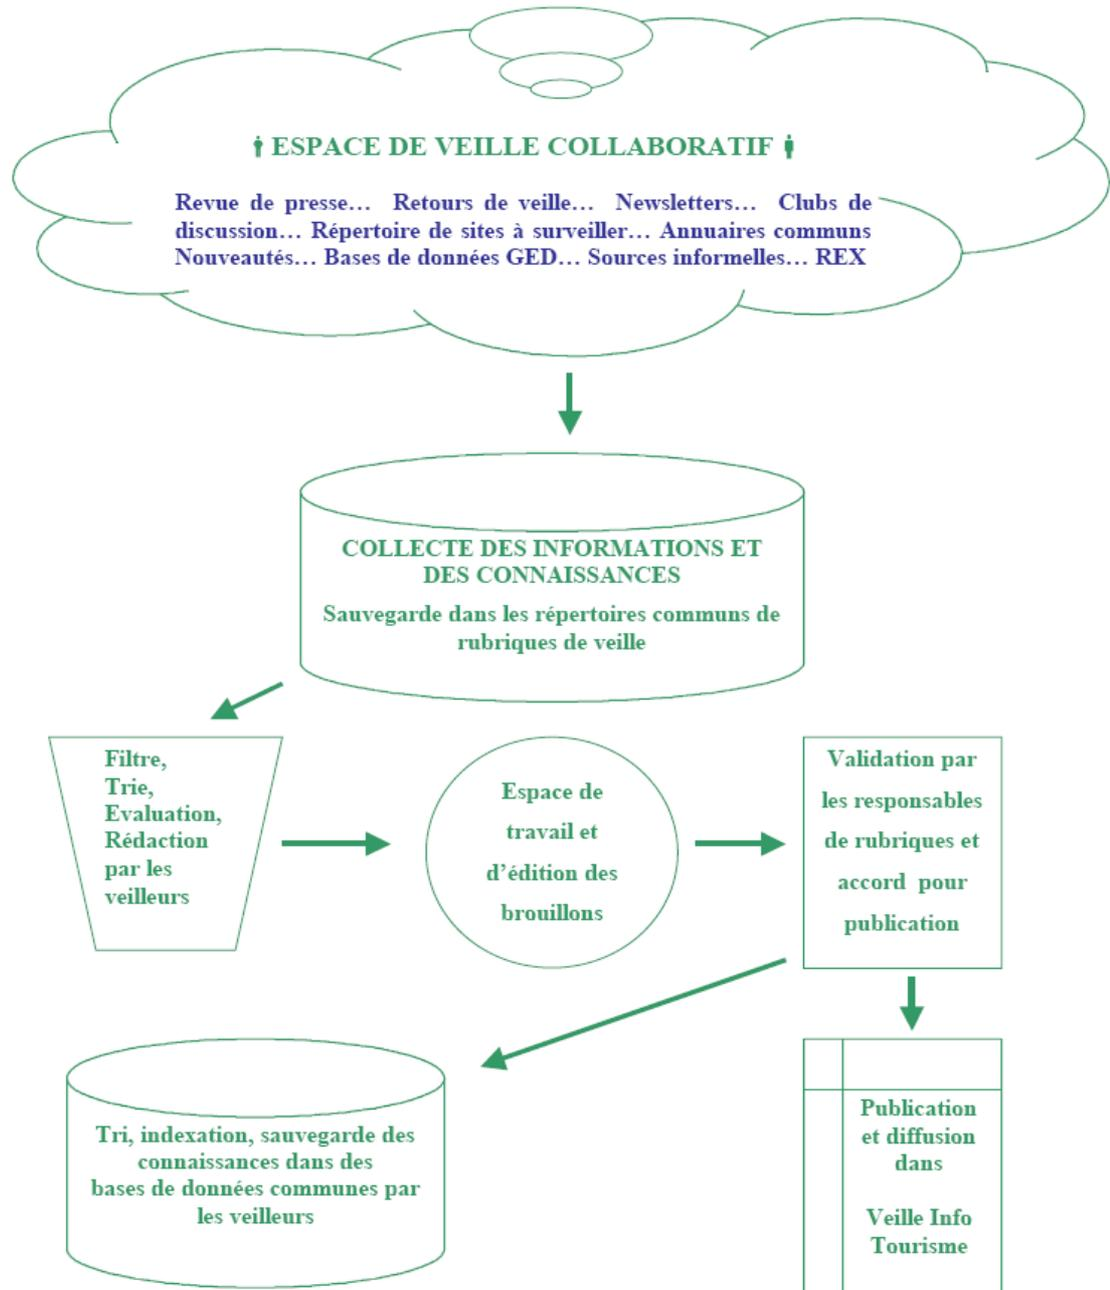 ESPACE DE VEILLE COLLABORATIF
Revue de presse… Retours de veille… Newsletters… Clubs de
discussion… Répertoire de sites à surveiller… Annuaires communs
Nouveautés… Bases de données GED… Sources informelles… REX
COLLECTE DES INFORMATIONS ET
DES CONNAISSANCES
Sauvegarde dans les répertoires communs de
rubriques de veille
Filtre,
Trie,
Evaluation,
Rédaction
par les
veilleurs
Espace de
travail et
d’édition des
brouillons
Validation par
les responsables
de rubriques et
accord pour
publication
Tri, indexation, sauvegarde des
connaissances dans des
bases de données communes par
les veilleurs
Publication
et diffusion
dans
Veille Info
Tourisme